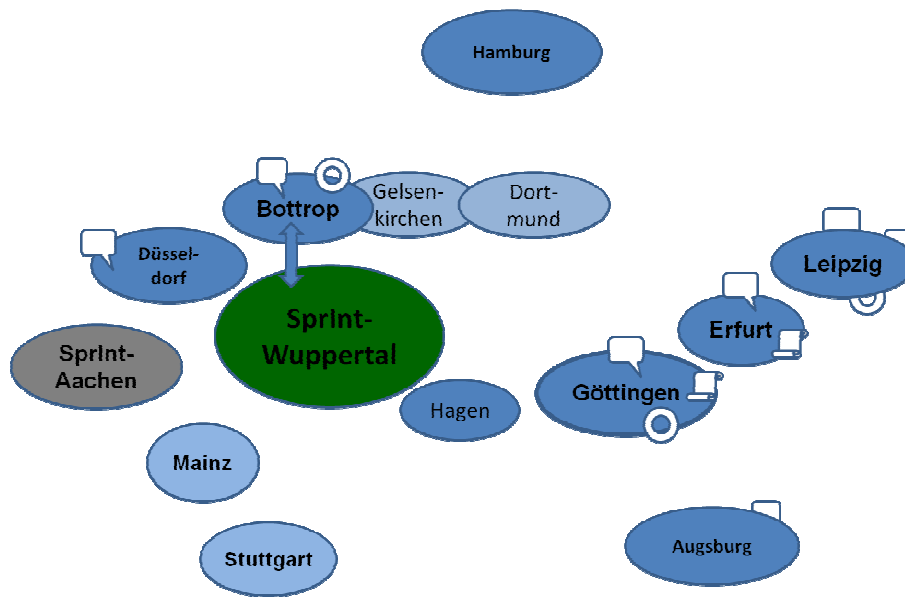 Hamburg
Bottrop
Gelsen-
kirchen
Dort-
mund
Düssel-
dorf
Leipzig
Erfurt
SprInt-
Wuppertal
SprInt-
Aachen
Göttingen
Hagen
Mainz
Stuttgart
Augsburg